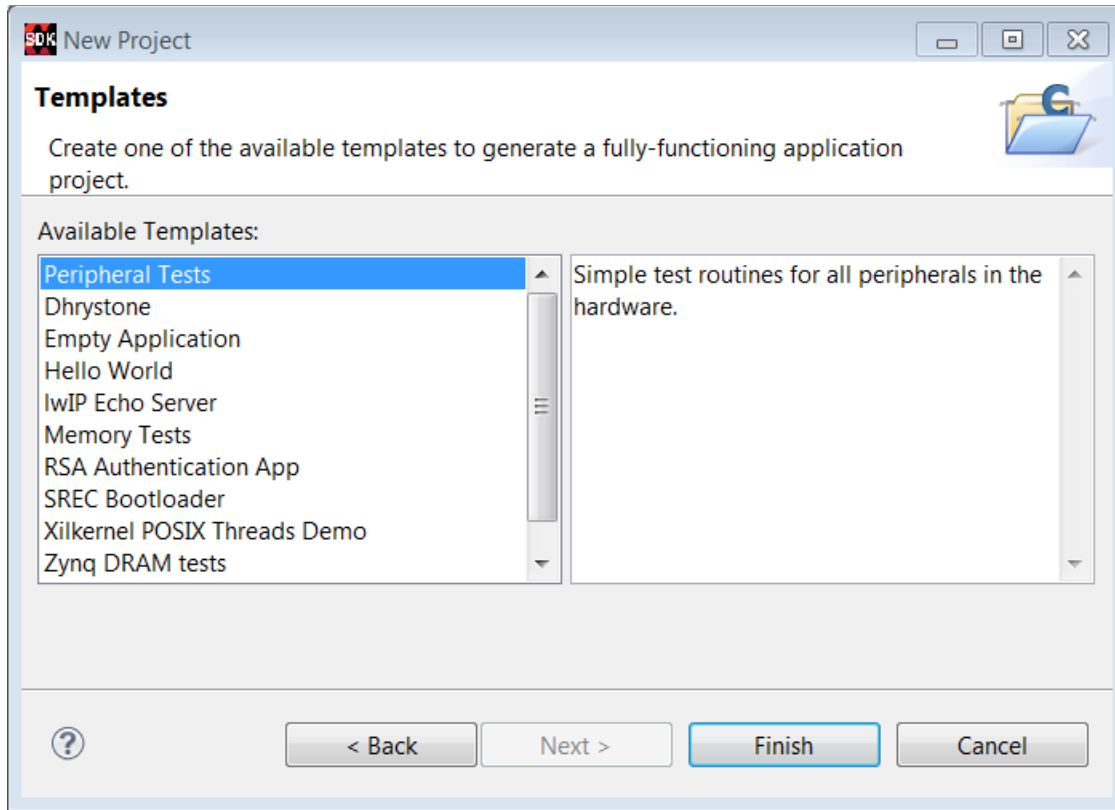 SDK New Project
Templates
Create one of the available templates to generate a fully-functioning application
project.
Available Templates:
Peripheral Tests
Dhrystone
Empty Application
Hello World
lwIP Echo Server
Memory Tests
RSA Authentication App
SREC Bootloader
Xilkernel POSIX Threads Demo
Zynq DRAM tests
Simple test routines for all peripherals in the
hardware.
< Back
Next >
Finish
Cancel